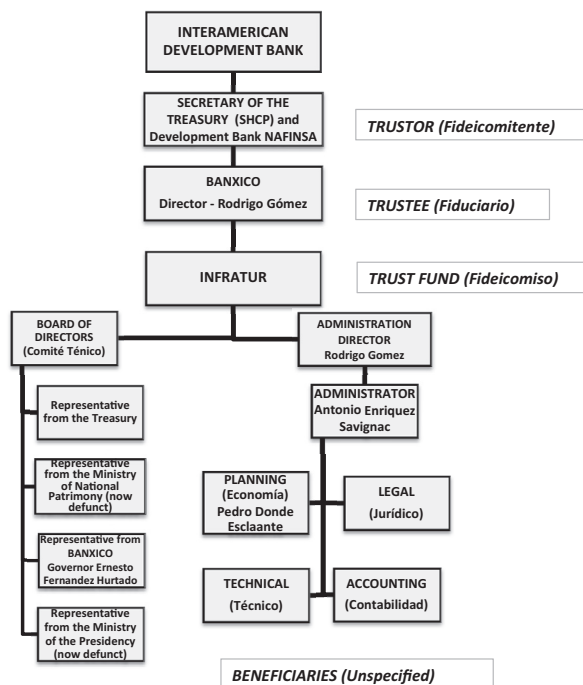 INTERAMERICAN
DEVELOPMENT BANK
SECRETARY OF THE
TREASURY (SHCP) and
Development Bank NAFINSA
TRUSTOR (Fideicomitente)
BANXICO
Director - Rodrigo Gómez
TRUSTEE (Fiduciario)
INFRATUR
TRUST FUND (Fideicomiso)
BOARD OF
DIRECTORS
(Comité Ténico)
ADMINISTRATION
DIRECTOR
Rodrigo Gomez
Representative
from the Treasury
Representative
from the Ministry
of National
Patrimony (now
defunct)
Representative from
BANXICO
Governor Ernesto
Fernandez Hurtado
Representative
from the Ministry
of the Presidency
(now defunct)
ADMINISTRATOR
Antonio Enriquez
Savignac
PLANNING
(Economía)
Pedro Donde
Esclaante
LEGAL
(Jurídico)
TECHNICAL
(Técnico)
ACCOUNTING
(Contabilidad)
BENEFICIARIES (Unspecified)